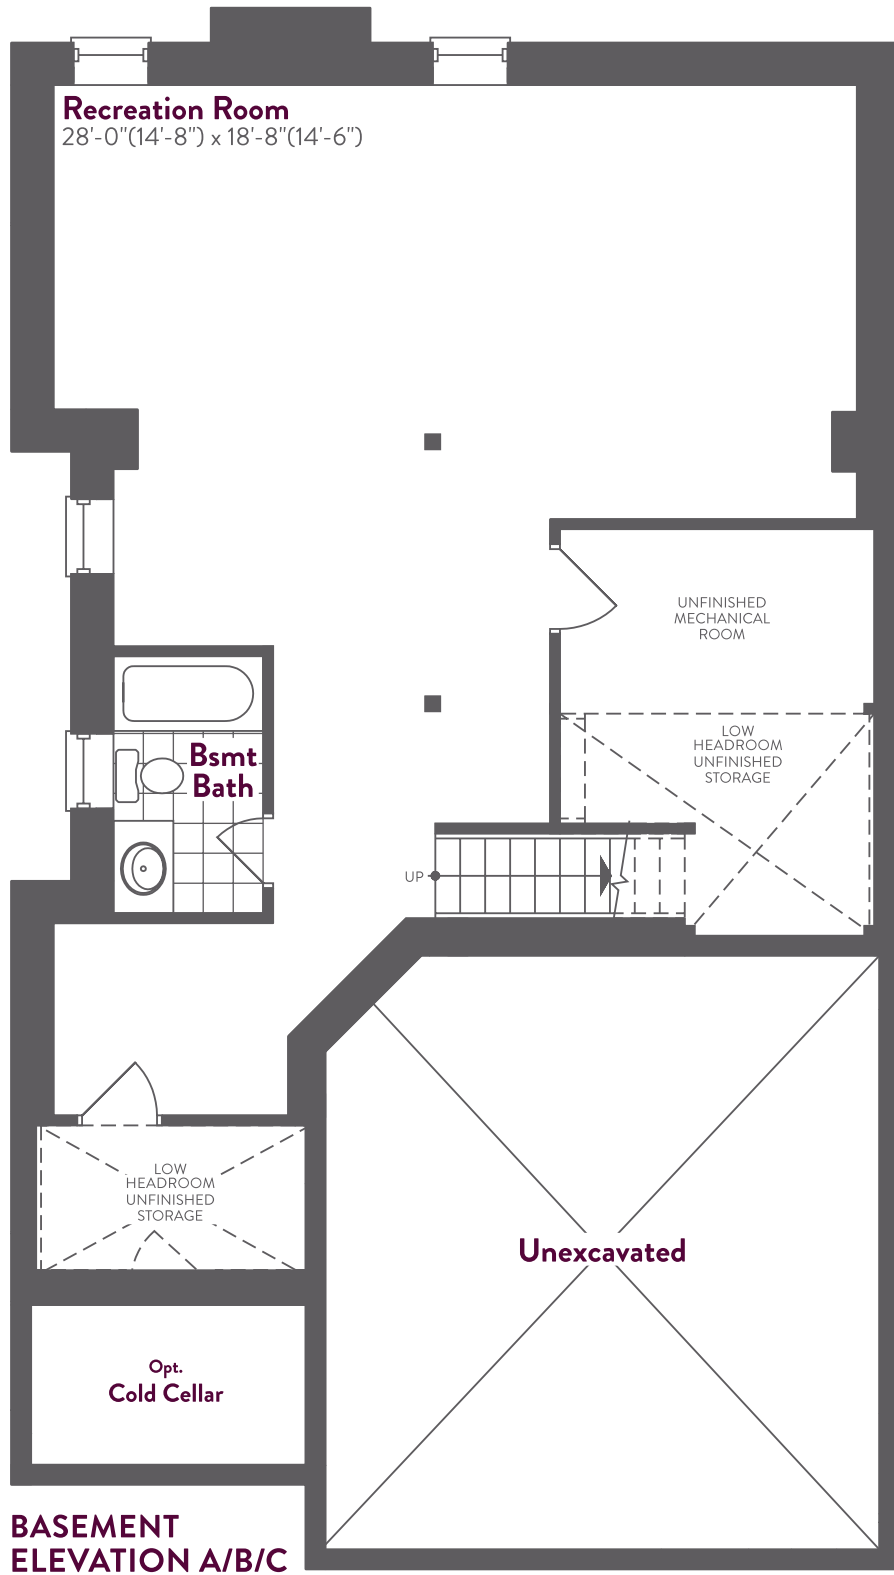 Recreation Room
28'-0"(14'-8") x 18'-8"(14'-6")
UNFINISHED
MECHANICAL
ROOM
LOW
HEADROOM
UNFINISHED
STORAGE
Bsmt
Bath
UP
LOW
HEADROOM
UNFINISHED
STORAGE
Unexcavated
Opt.
Cold Cellar
BASEMENT
ELEVATION A/B/C